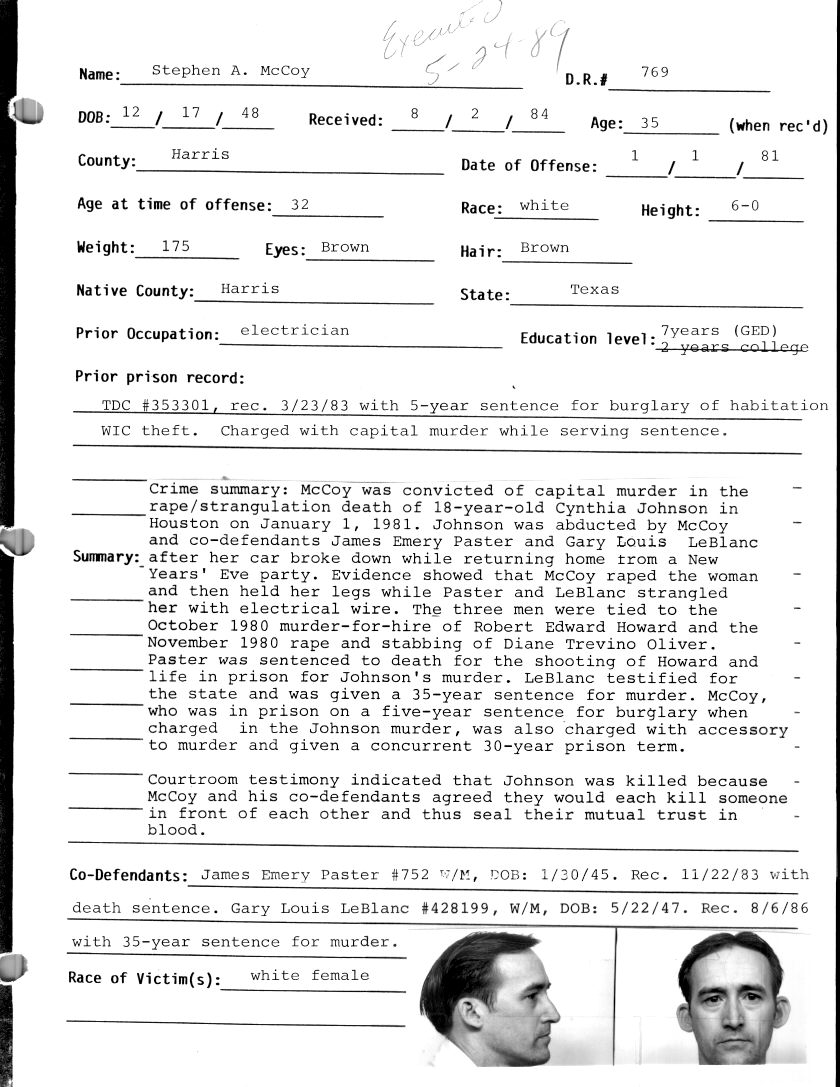 Executed
5-24-89
Name: Stephen A. McCoy D.R.# 769
DOB: 12 / 17 / 48 Received: 8 / 2 / 84 Age: 35 (when rec'd)
County: Harris Date of Offense: 1 / 1 / 81
Age at time of offense: 32 Race: white Height: 6-0
Weight: 175 Eyes: Brown Hair: Brown
Native County: Harris State: Texas
Prior Occupation: electrician Education level: 7years (GED)
2 years college
Prior prison record:
TDC #353301, rec. 3/23/83 with 5-year sentence for burglary of habitation
WIC theft. Charged with capital murder while serving sentence.
Crime summary: McCoy was convicted of capital murder in the
rape/strangulation death of 18-year-old Cynthia Johnson in
Houston on January 1, 1981. Johnson was abducted by McCoy
and co-defendants James Emery Paster and Gary Louis LeBlanc
Summary: after her car broke down while returning home from a New
Years' Eve party. Evidence showed that McCoy raped the woman
and then held her legs while Paster and LeBlanc strangled
her with electrical wire. The three men were tied to the
October 1980 murder-for-hire of Robert Edward Howard and the
November 1980 rape and stabbing of Diane Trevino Oliver.
Paster was sentenced to death for the shooting of Howard and
life in prison for Johnson's murder. LeBlanc testified for
the state and was given a 35-year sentence for murder. McCoy,
who was in prison on a five-year sentence for burglary when
charged in the Johnson murder, was also charged with accessory
to murder and given a concurrent 30-year prison term.
Courtroom testimony indicated that Johnson was killed because
McCoy and his co-defendants agreed they would each kill someone
in front of each other and thus seal their mutual trust in
blood.
Co-Defendants: James Emery Paster #752 W/M, DOB: 1/30/45. Rec. 11/22/83 with
death sentence. Gary Louis LeBlanc #428199, W/M, DOB: 5/22/47. Rec. 8/6/86
with 35-year sentence for murder.
Race of Victim(s): white female